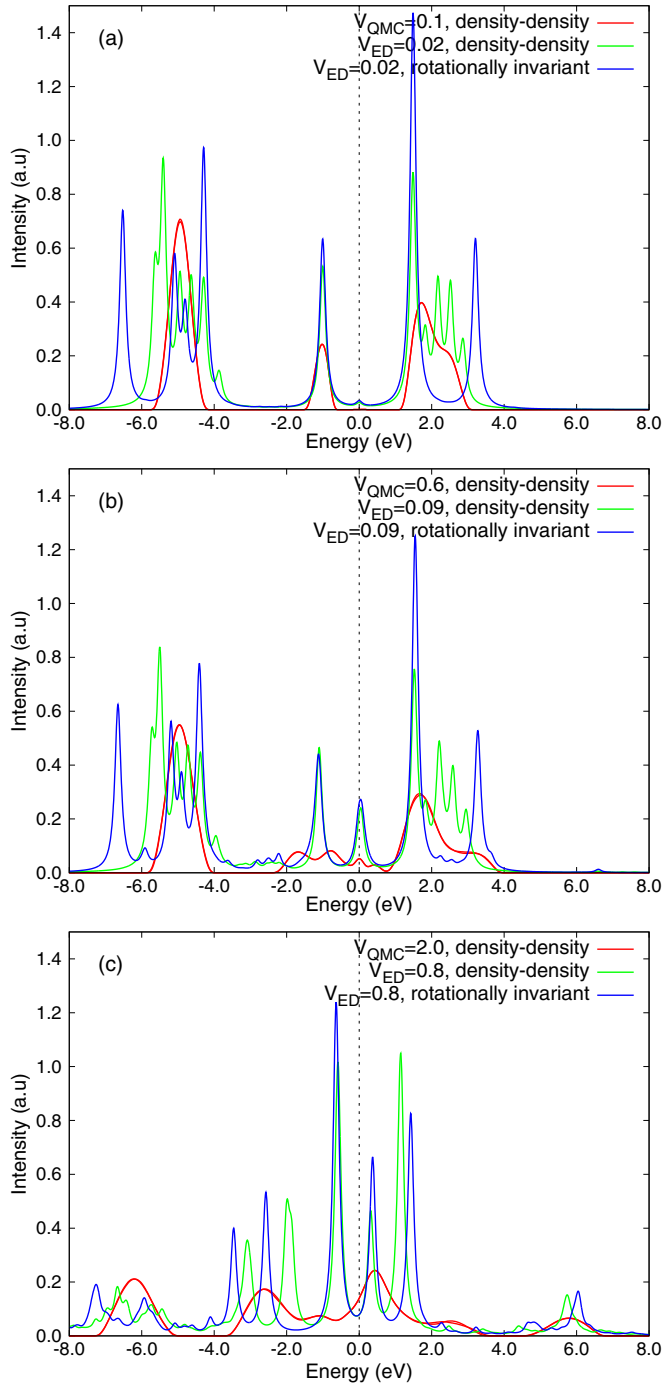 (a)
V_QMC=0.1, density-density
V_ED=0.02, density-density
V_ED=0.02, rotationally invariant
Intensity (a.u)
1.4
1.2
1.0
0.8
0.6
0.4
0.2
0.0
-8.0 -6.0 -4.0 -2.0 0.0 2.0 4.0 6.0 8.0
Energy (eV)
(b)
V_QMC=0.6, density-density
V_ED=0.09, density-density
V_ED=0.09, rotationally invariant
Intensity (a.u)
1.4
1.2
1.0
0.8
0.6
0.4
0.2
0.0
-8.0 -6.0 -4.0 -2.0 0.0 2.0 4.0 6.0 8.0
Energy (eV)
(c)
V_QMC=2.0, density-density
V_ED=0.8, density-density
V_ED=0.8, rotationally invariant
Intensity (a.u)
1.4
1.2
1.0
0.8
0.6
0.4
0.2
0.0
-8.0 -6.0 -4.0 -2.0 0.0 2.0 4.0 6.0 8.0
Energy (eV)